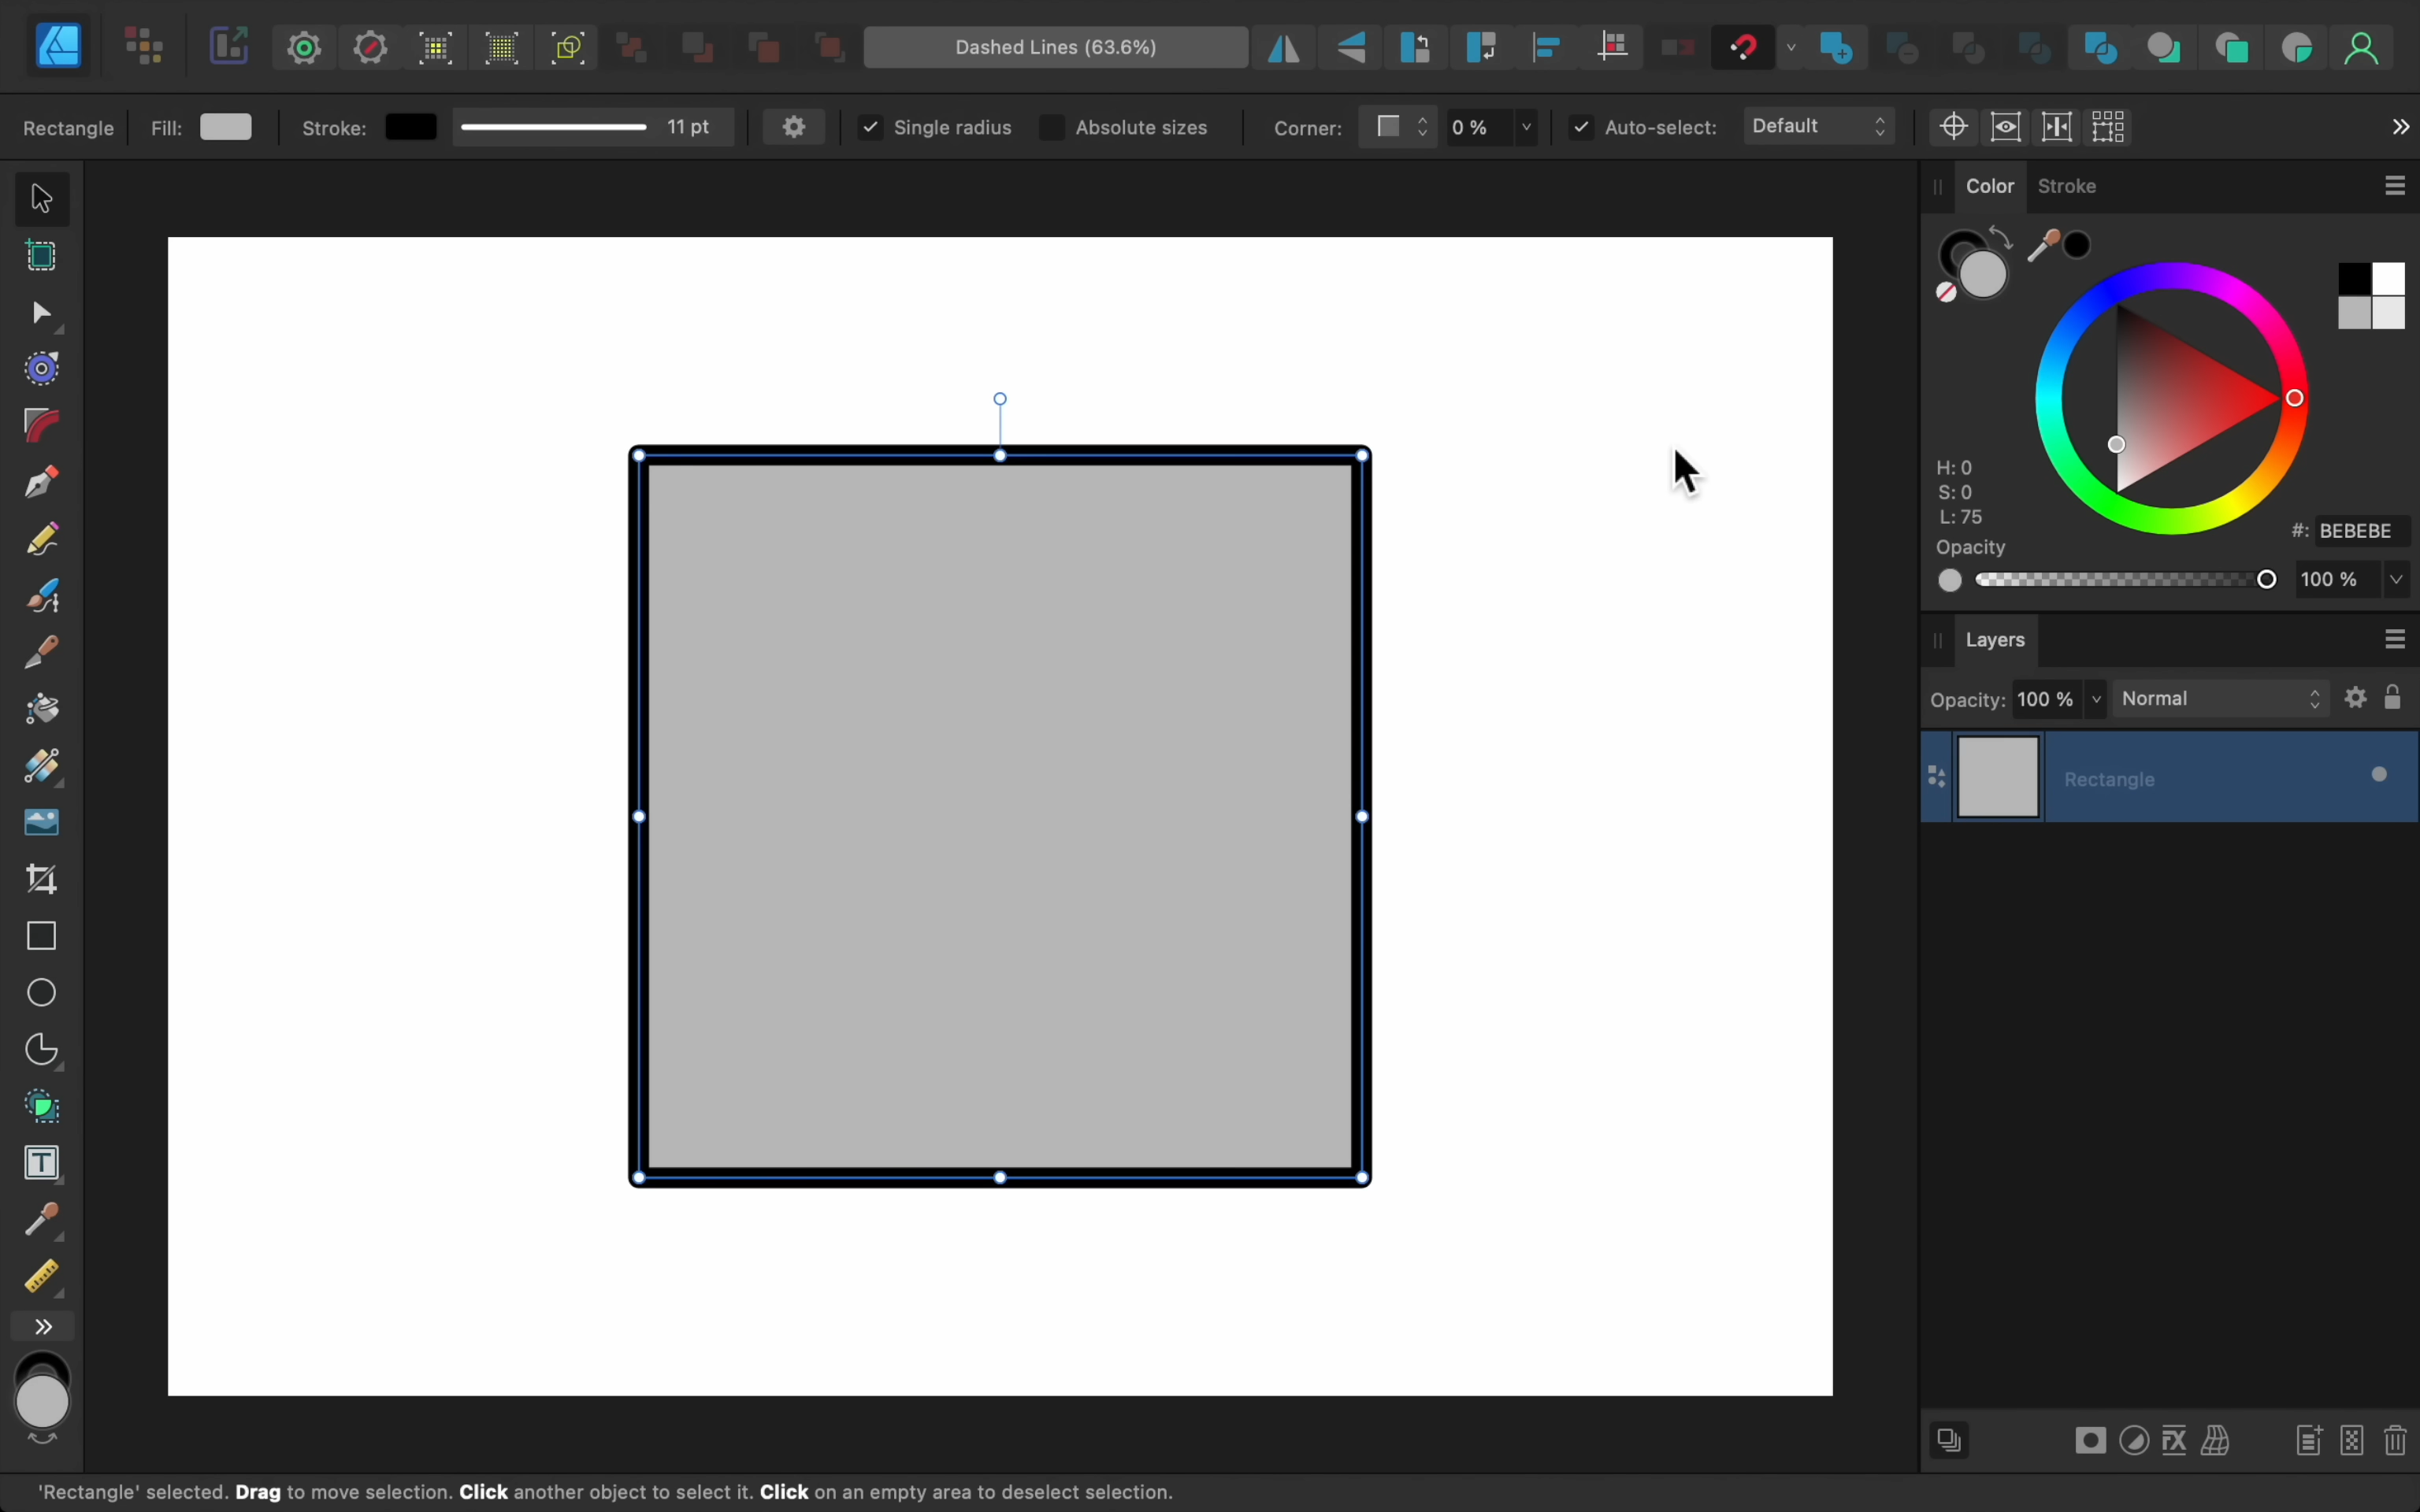 Dashed Lines (63.6%)
Rectangle Fill: Stroke: 11 pt Single radius Absolute sizes Corner: 0 % Auto-select: Default
Color Stroke
H: 0
S: 0
L: 75
#: BEBEBE
Opacity
100 %
Layers
Opacity: 100 % Normal
Rectangle
FX
T
'Rectangle' selected. Drag to move selection. Click another object to select it. Click on an empty area to deselect selection.